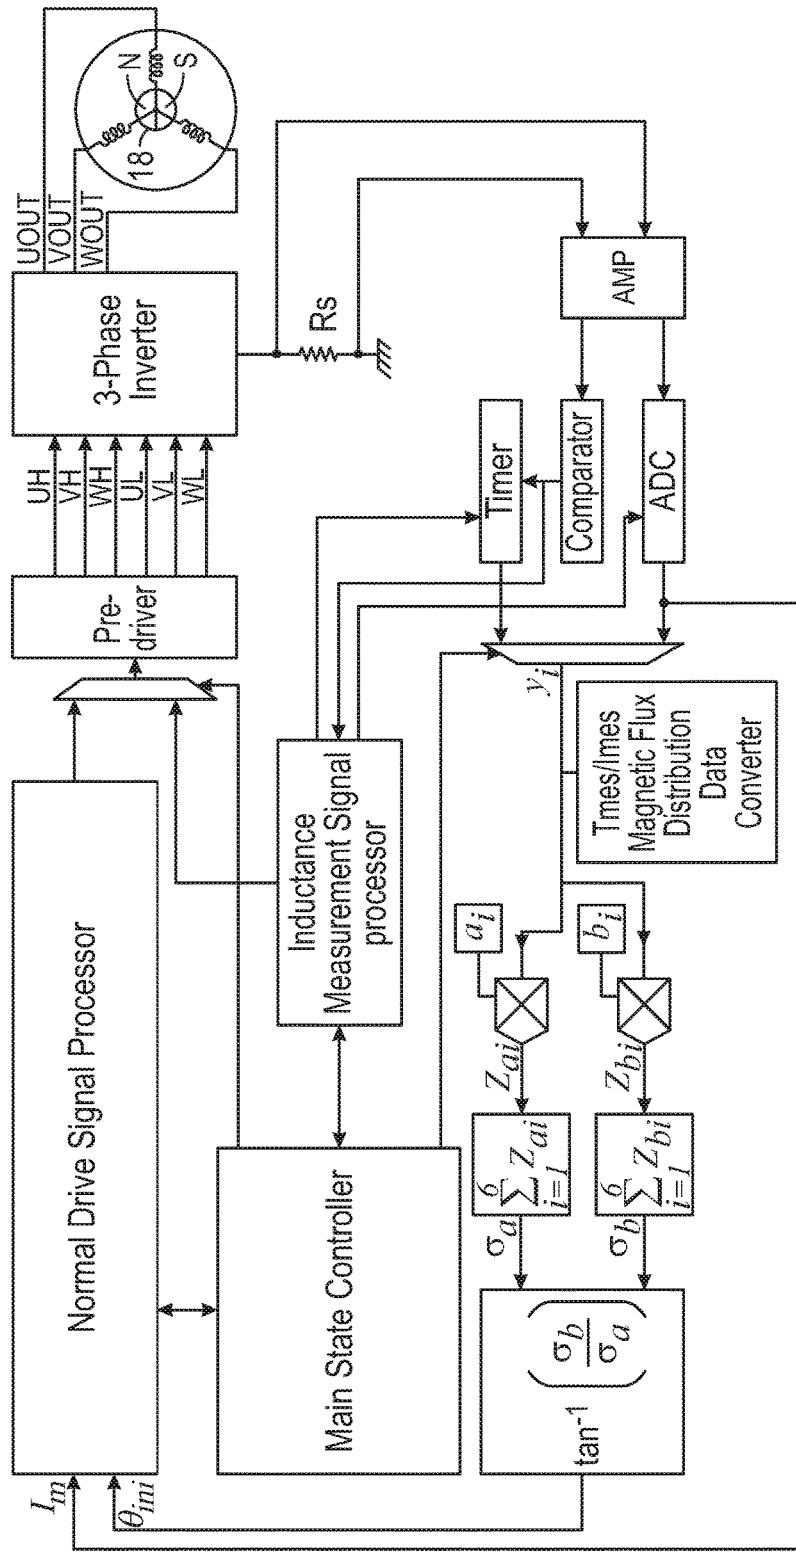 I_m
θ_ini
Normal Drive Signal Processor
Pre-
driver
UH
VH
WH
UL
VL
WL
3-Phase
Inverter
UOUT
VOUT
WOUT
18
N
S
Rs
Main State Controller
Inductance
Measurement Signal
processor
Timer
Comparator
ADC
AMP
y_i
Tmes/Imes
Magnetic Flux
Distribution
Data
Converter
a_i
b_i
Z_ai
Z_bi
6
∑ Z_ai
i=1
6
∑ Z_bi
i=1
σ_a
σ_b
tan⁻¹ (σ_b / σ_a)